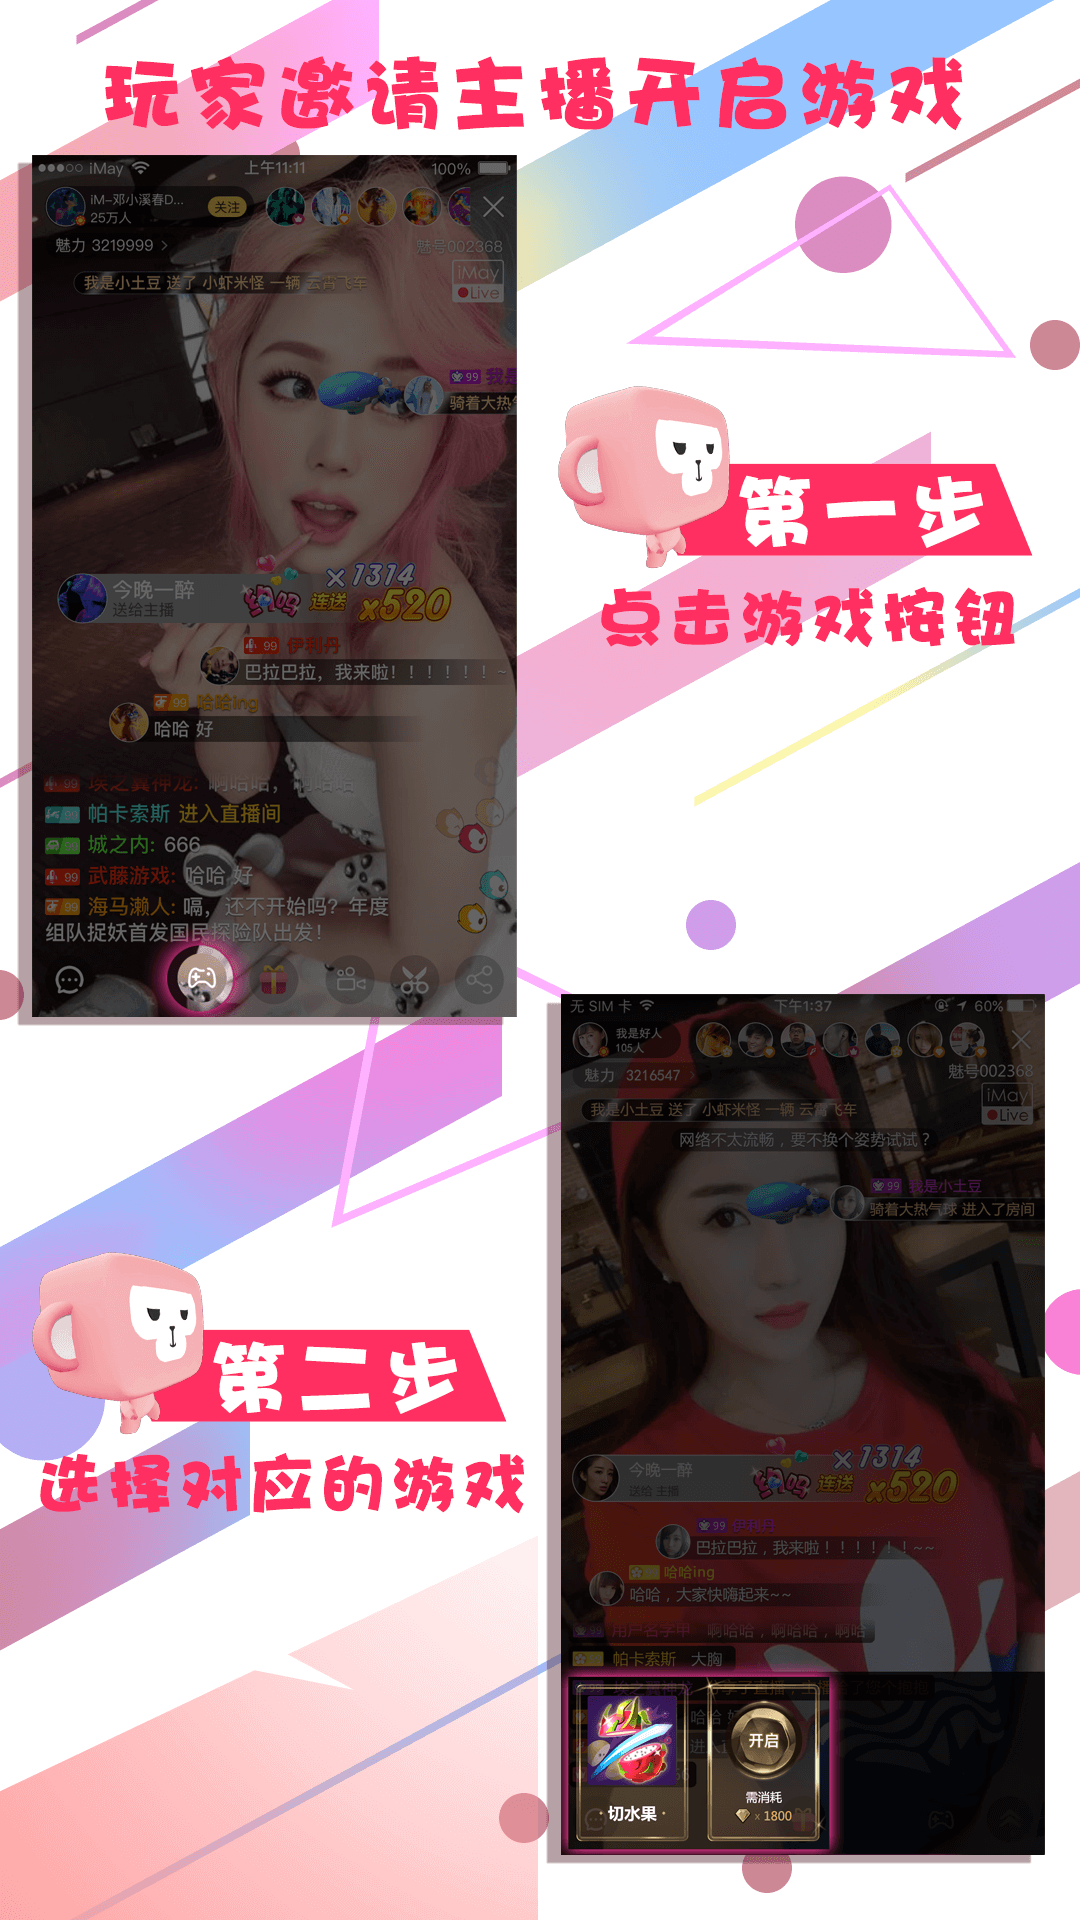 玩家邀请主播开启游戏
iMay 上午11:11 100%
iM-邓小溪春D...
25万人
关注
魅力 3219999 >
魅号002368
我是小土豆 送了 小虾米怪 一辆 云霄飞车
iMay
Live
99 我是
骑着大热气
今晚一醉
送给主播
连送 x1314
x520
99 伊利丹
巴拉巴拉，我来啦！！！！！！~
99 哈哈ing
哈哈 好
99 埃之翼神龙: 啊哈哈，啊哈哈
99 帕卡索斯 进入直播间
99 城之内: 666
99 武藤游戏: 哈哈 好
99 海马濑人: 嗝，还不开始吗？年度
组队捉妖首发国民探险队出发！
第一步
点击游戏按钮
无 SIM 卡 下午1:37 60%
我是好人
105人
魅力 3216547 >
魅号002368
我是小土豆 送了 小虾米怪 一辆 云霄飞车
iMay
Live
网络不太流畅，要不换个姿势试试？
99 我是小土豆
骑着大热气球 进入了房间
今晚一醉
送给 主播
连送 x1314
x520
99 伊利丹
巴拉巴拉，我来啦！！！！！！~~
哈哈ing
哈哈，大家快嗨起来~~
99 用户名字甲 啊哈哈，啊哈哈，啊哈
帕卡索斯 大胸
哈哈 好
开启
·切水果·
需消耗
x 1800
第二步
选择对应的游戏